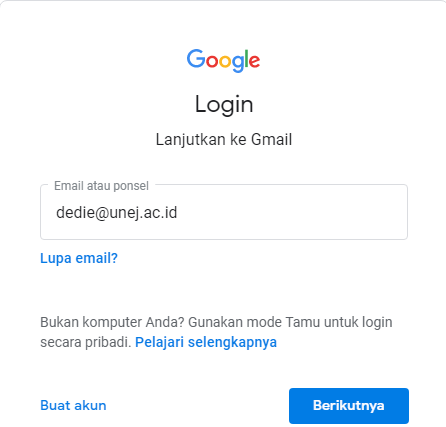 Google
Login
Lanjutkan ke Gmail
Email atau ponsel
dedie@unej.ac.id
Lupa email?
Bukan komputer Anda? Gunakan mode Tamu untuk login
secara pribadi. Pelajari selengkapnya
Buat akun
Berikutnya